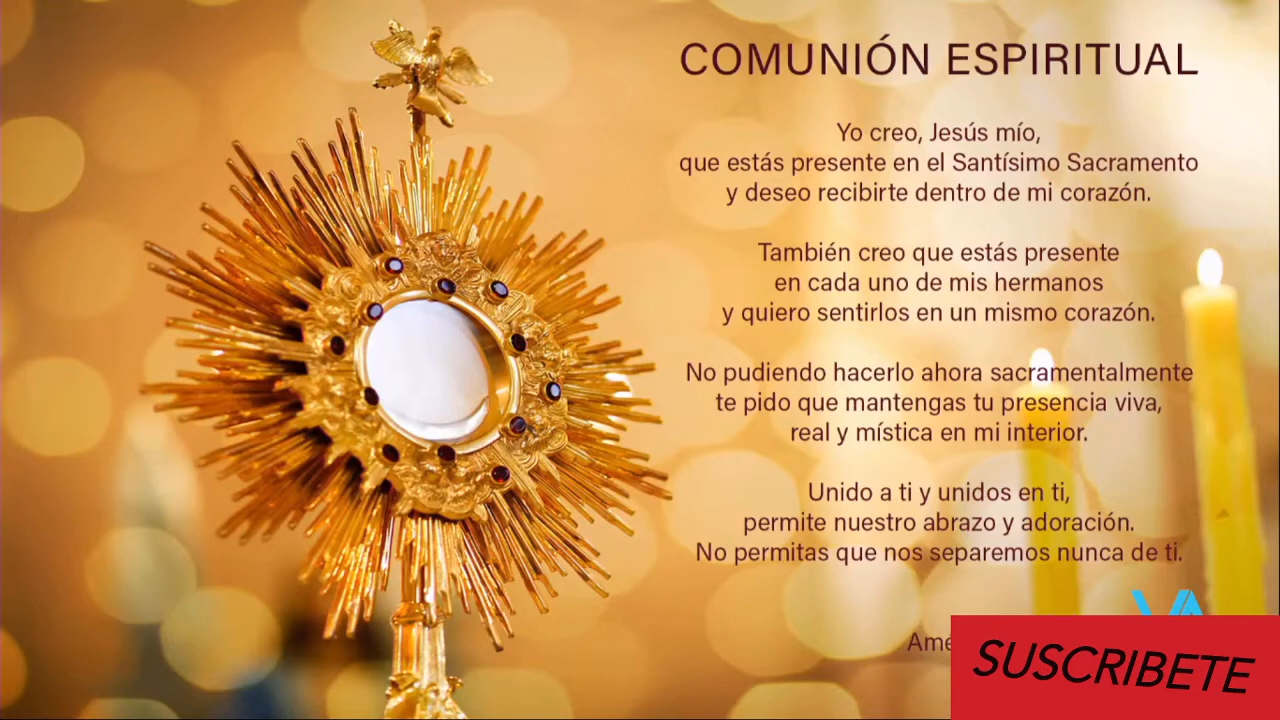 COMUNIÓN ESPIRITUAL
Yo creo, Jesús mío,
que estás presente en el Santísimo Sacramento
y deseo recibirte dentro de mi corazón.
También creo que estás presente
en cada uno de mis hermanos
y quiero sentirlos en un mismo corazón.
No pudiendo hacerlo ahora sacramentalmente
te pido que mantengas tu presencia viva,
real y mística en mi interior.
Unido a ti y unidos en ti,
permite nuestro abrazo y adoración.
No permitas que nos separemos nunca de ti.
SUSCRIBETE